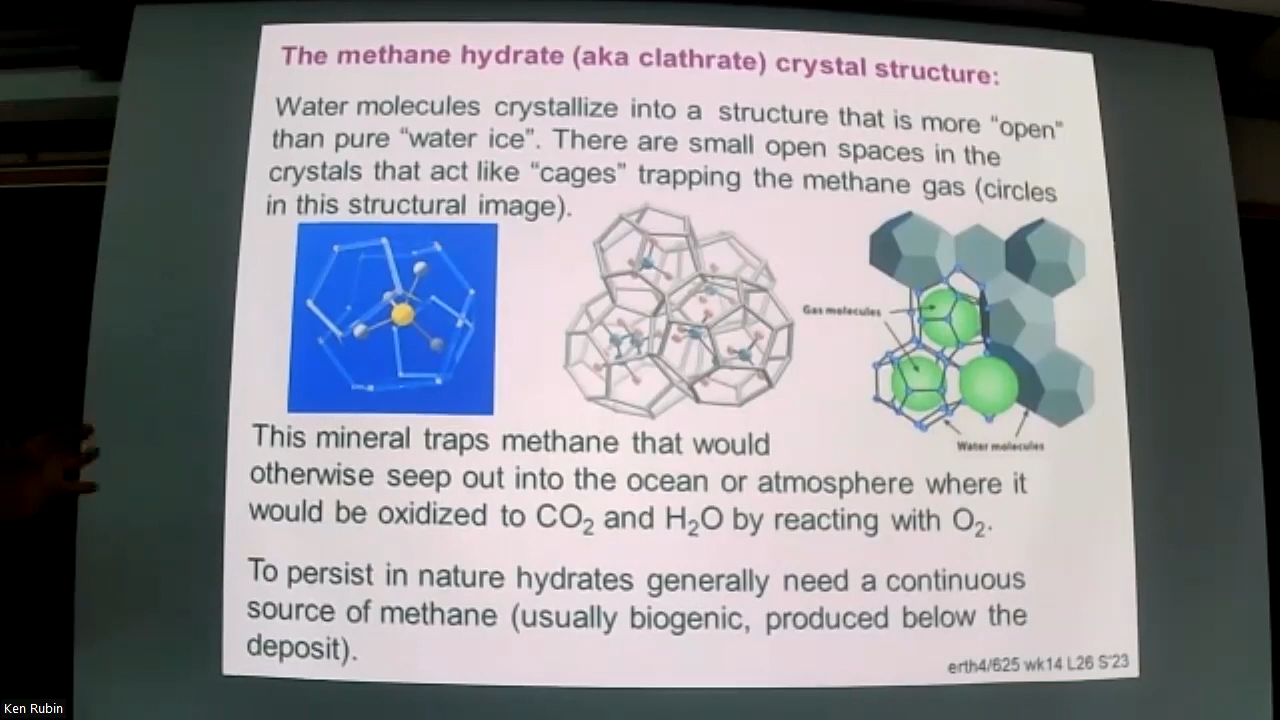 The methane hydrate (aka clathrate) crystal structure:
Water molecules crystallize into a structure that is more “open”
than pure “water ice”. There are small open spaces in the
crystals that act like “cages” trapping the methane gas (circles
in this structural image).
Gas molecules
Water molecules
This mineral traps methane that would
otherwise seep out into the ocean or atmosphere where it
would be oxidized to CO₂ and H₂O by reacting with O₂.
To persist in nature hydrates generally need a continuous
source of methane (usually biogenic, produced below the
deposit).
erth4/625 wk14 L26 S'23
Ken Rubin